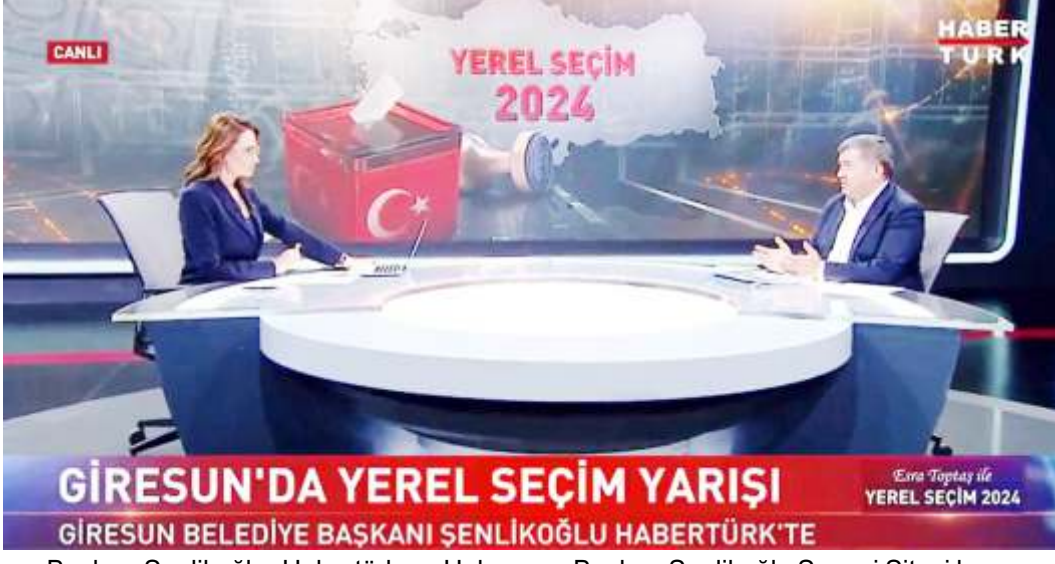 CANLI
HABER
TURK
YEREL SEÇİM
2024
GİRESUN'DA YEREL SEÇİM YARIŞI
Esra Toptaş ile
YEREL SEÇİM 2024
GİRESUN BELEDİYE BAŞKANI ŞENLİKOĞLU HABERTÜRK'TE